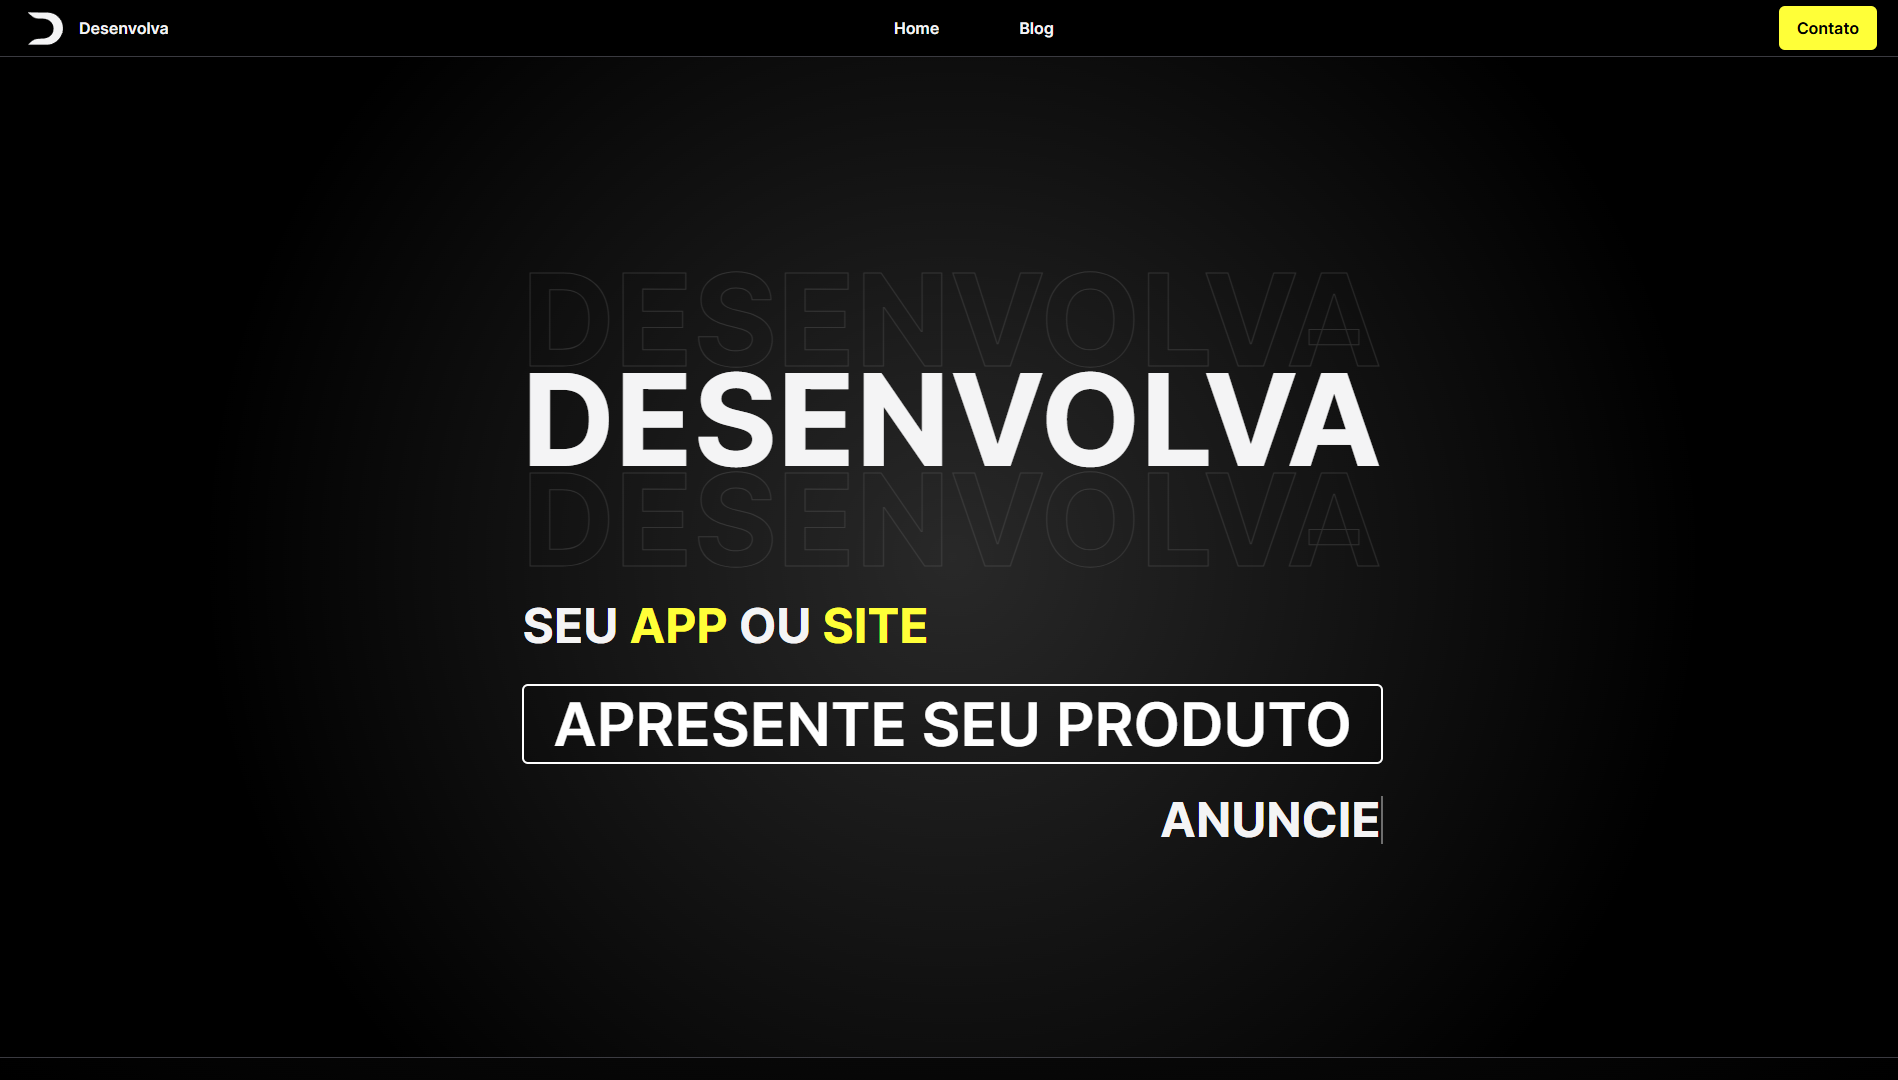 Desenvolva Home Blog Contato
DESENVOLVA
DESENVOLVA
DESENVOLVA
SEU APP OU SITE
APRESENTE SEU PRODUTO
ANUNCIE